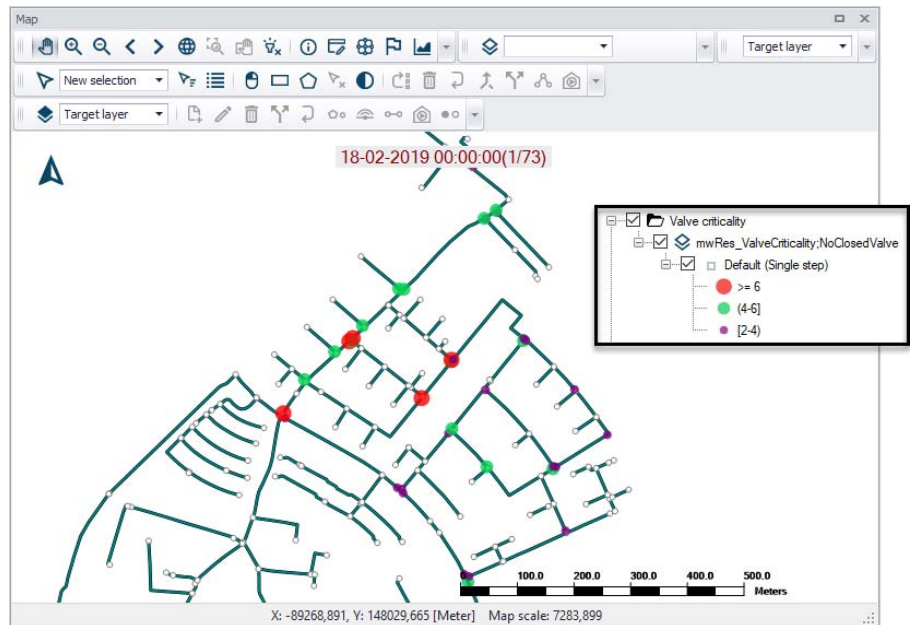 Map
New selection
Target layer
Target layer
18-02-2019 00:00:00(1/73)
Valve criticality
mwRes_ValveCriticality;NoClosedValve
Default (Single step)
>= 6
(4-6]
[2-4)
100.0 200.0 300.0 400.0 500.0
Meters
X: -89268,891, Y: 148029,665 [Meter] Map scale: 7283,899